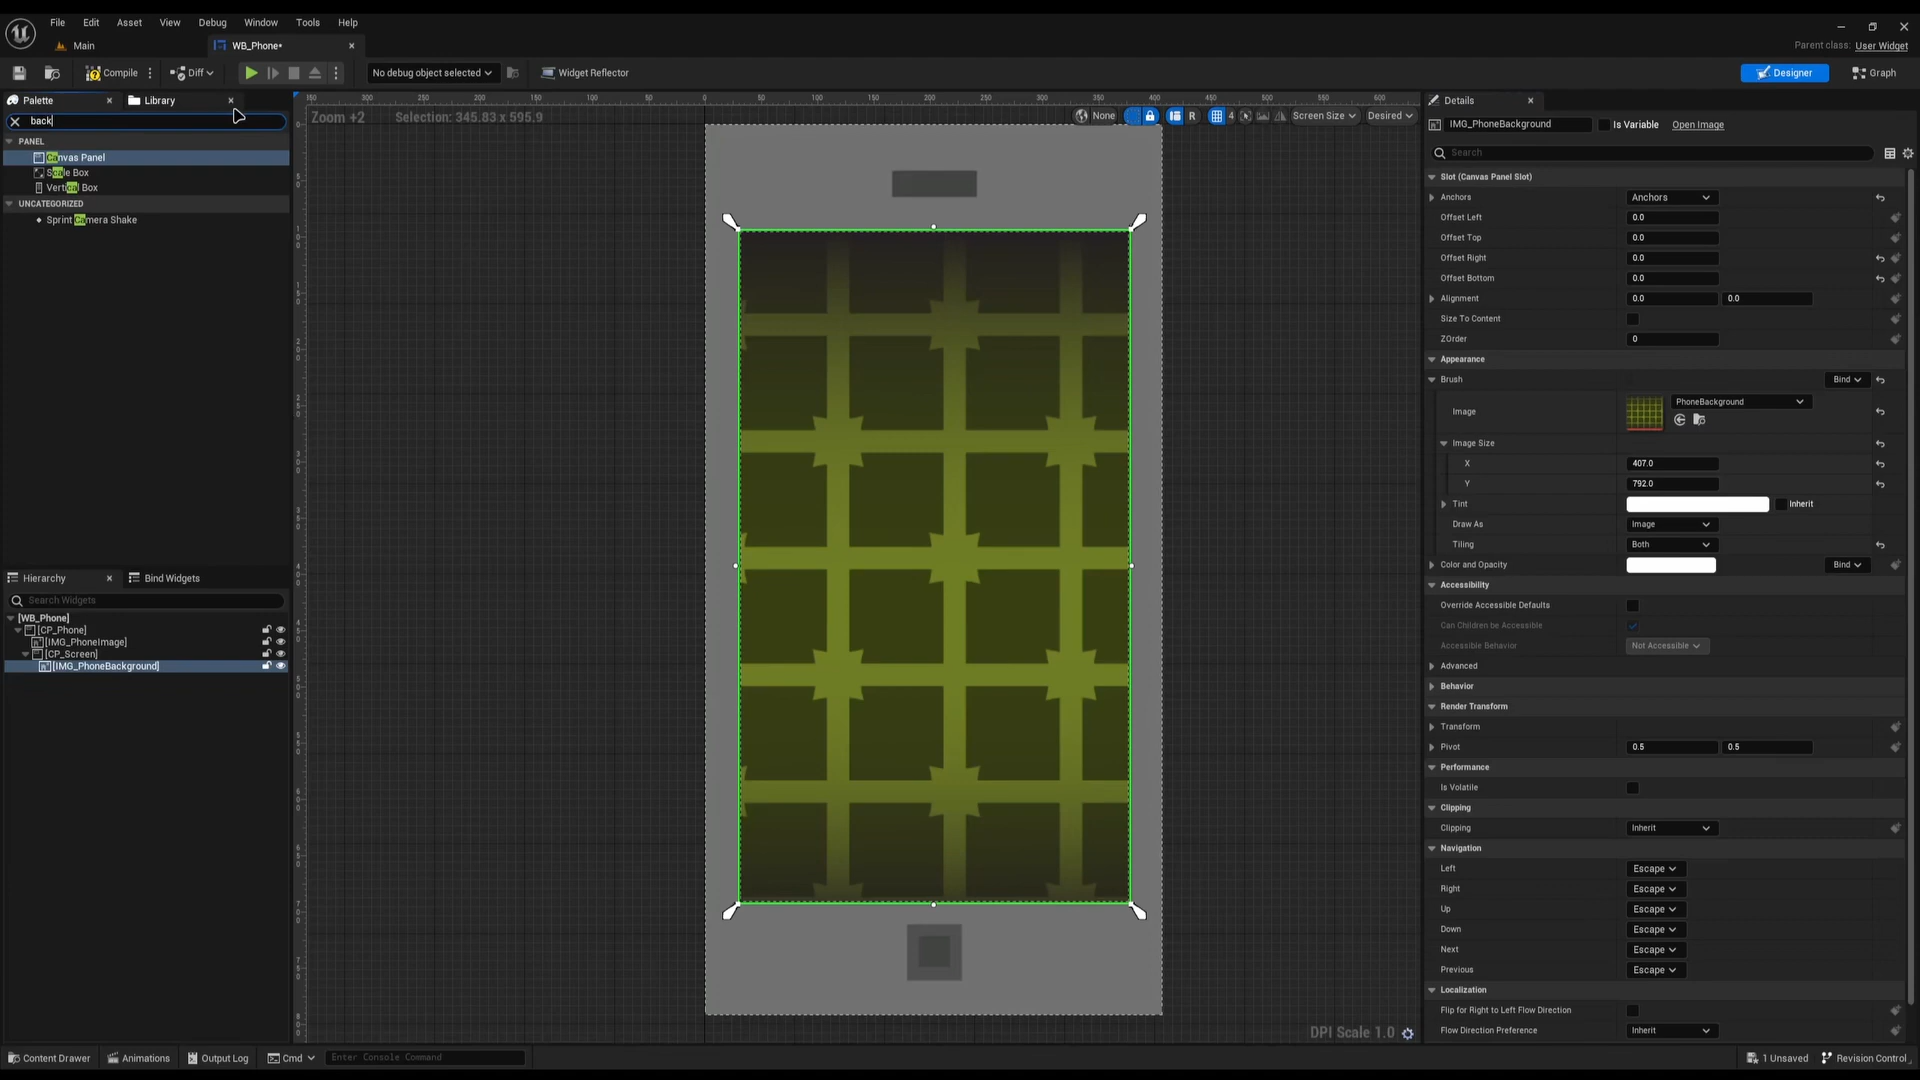 File Edit Asset View Debug Window Tools Help
Main
WB_Phone•
Parent class: User Widget
Compile
Diff
No debug object selected
Widget Reflector
Designer
Graph
Palette
Library
back
PANEL
Canvas Panel
Scale Box
Vertical Box
UNCATEGORIZED
Sprint Camera Shake
Zoom +2
Selection: 345.83 x 595.9
None
R
4
Screen Size
Desired
DPI Scale 1.0
Hierarchy
Bind Widgets
Search Widgets
[WB_Phone]
[CP_Phone]
[IMG_PhoneImage]
[CP_Screen]
[IMG_PhoneBackground]
Details
IMG_PhoneBackground
Is Variable
Open Image
Search
Slot (Canvas Panel Slot)
Anchors Anchors
Offset Left 0.0
Offset Top 0.0
Offset Right 0.0
Offset Bottom 0.0
Alignment 0.0 0.0
Size To Content
ZOrder 0
Appearance
Brush Bind
Image PhoneBackground
Image Size
X 407.0
Y 792.0
Tint Inherit
Draw As Image
Tiling Both
Color and Opacity Bind
Accessibility
Override Accessible Defaults
Can Children be Accessible
Accessible Behavior Not Accessible
Advanced
Behavior
Render Transform
Transform
Pivot 0.5 0.5
Performance
Is Volatile
Clipping
Clipping Inherit
Navigation
Left Escape
Right Escape
Up Escape
Down Escape
Next Escape
Previous Escape
Localization
Flip for Right to Left Flow Direction
Flow Direction Preference Inherit
Content Drawer
Animations
Output Log
Cmd
Enter Console Command
1 Unsaved
Revision Control